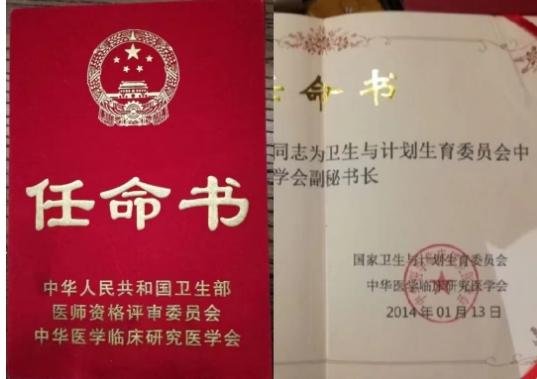 任命书
中华人民共和国卫生部
医师资格评审委员会
中华医学临床研究医学会
命书
同志为卫生与计划生育委员会中
学会副秘书长
国家卫生与计划生育委员会
中华医学临床研究医学会
2014年01月13日